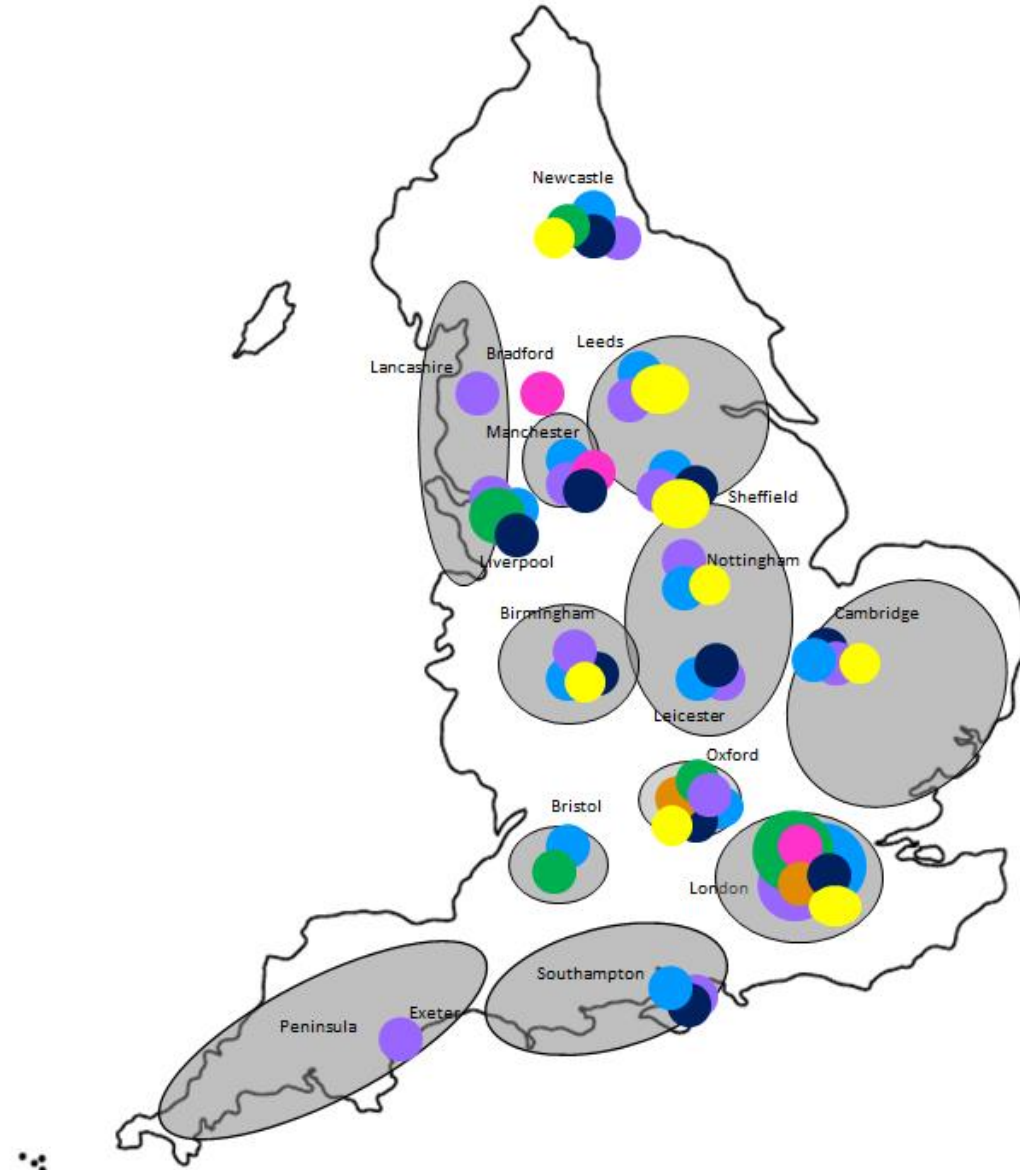 Newcastle
Leeds
Bradford
Lancashire
Manchester
Sheffield
Liverpool
Nottingham
Birmingham
Cambridge
Leicester
Oxford
Bristol
London
Southampton
Exeter
Peninsula